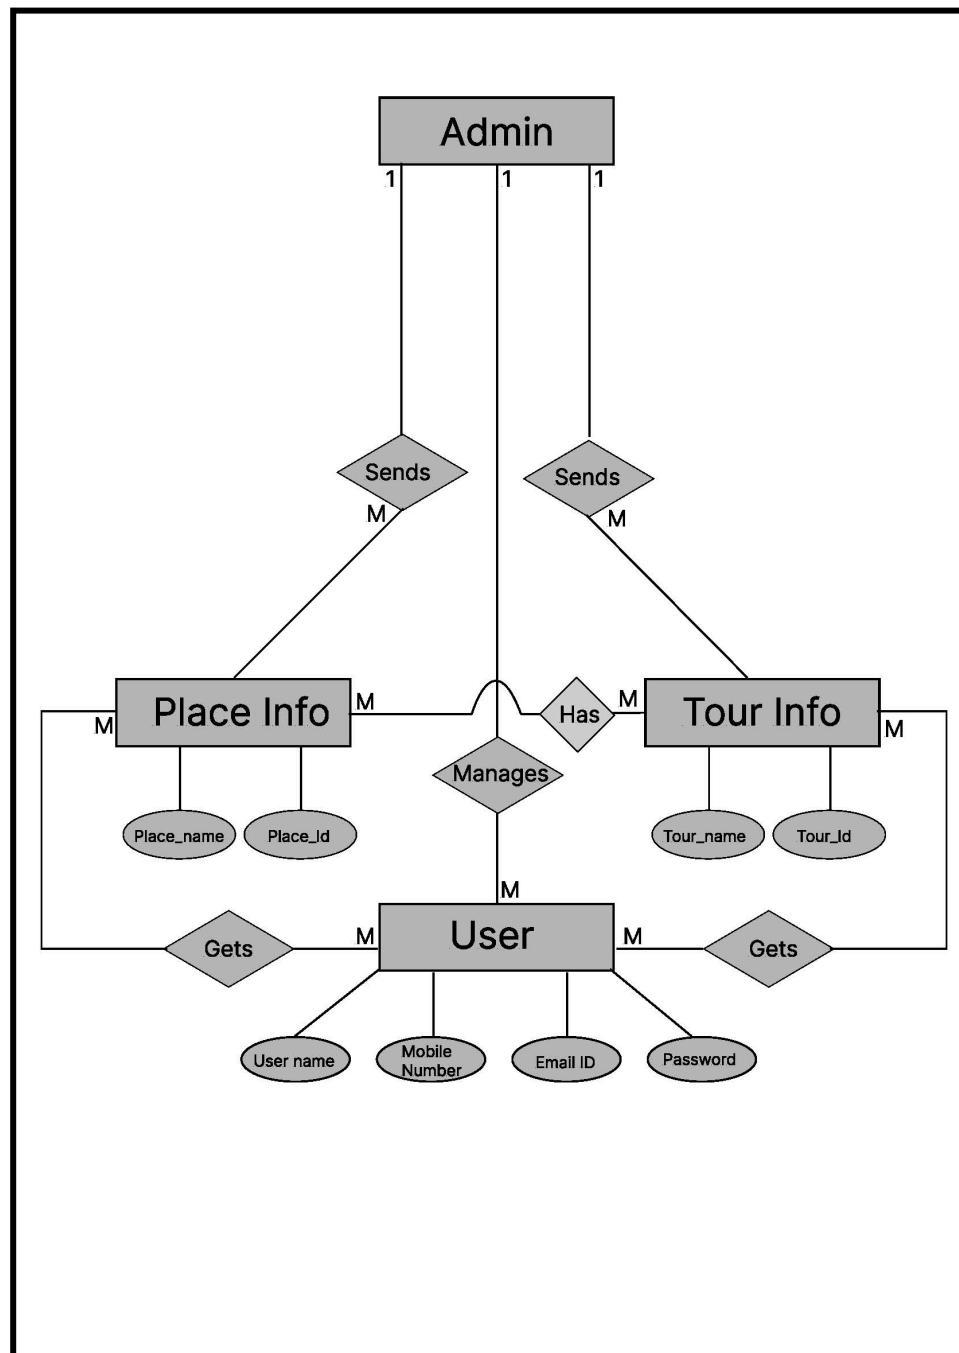 Admin
1
1
1
Sends
Sends
M
M
Place Info
M
Has
M
Tour Info
M
M
Manages
Place_name
Place_Id
Tour_name
Tour_Id
M
User
Gets
M
M
Gets
User name
Mobile
Number
Email ID
Password